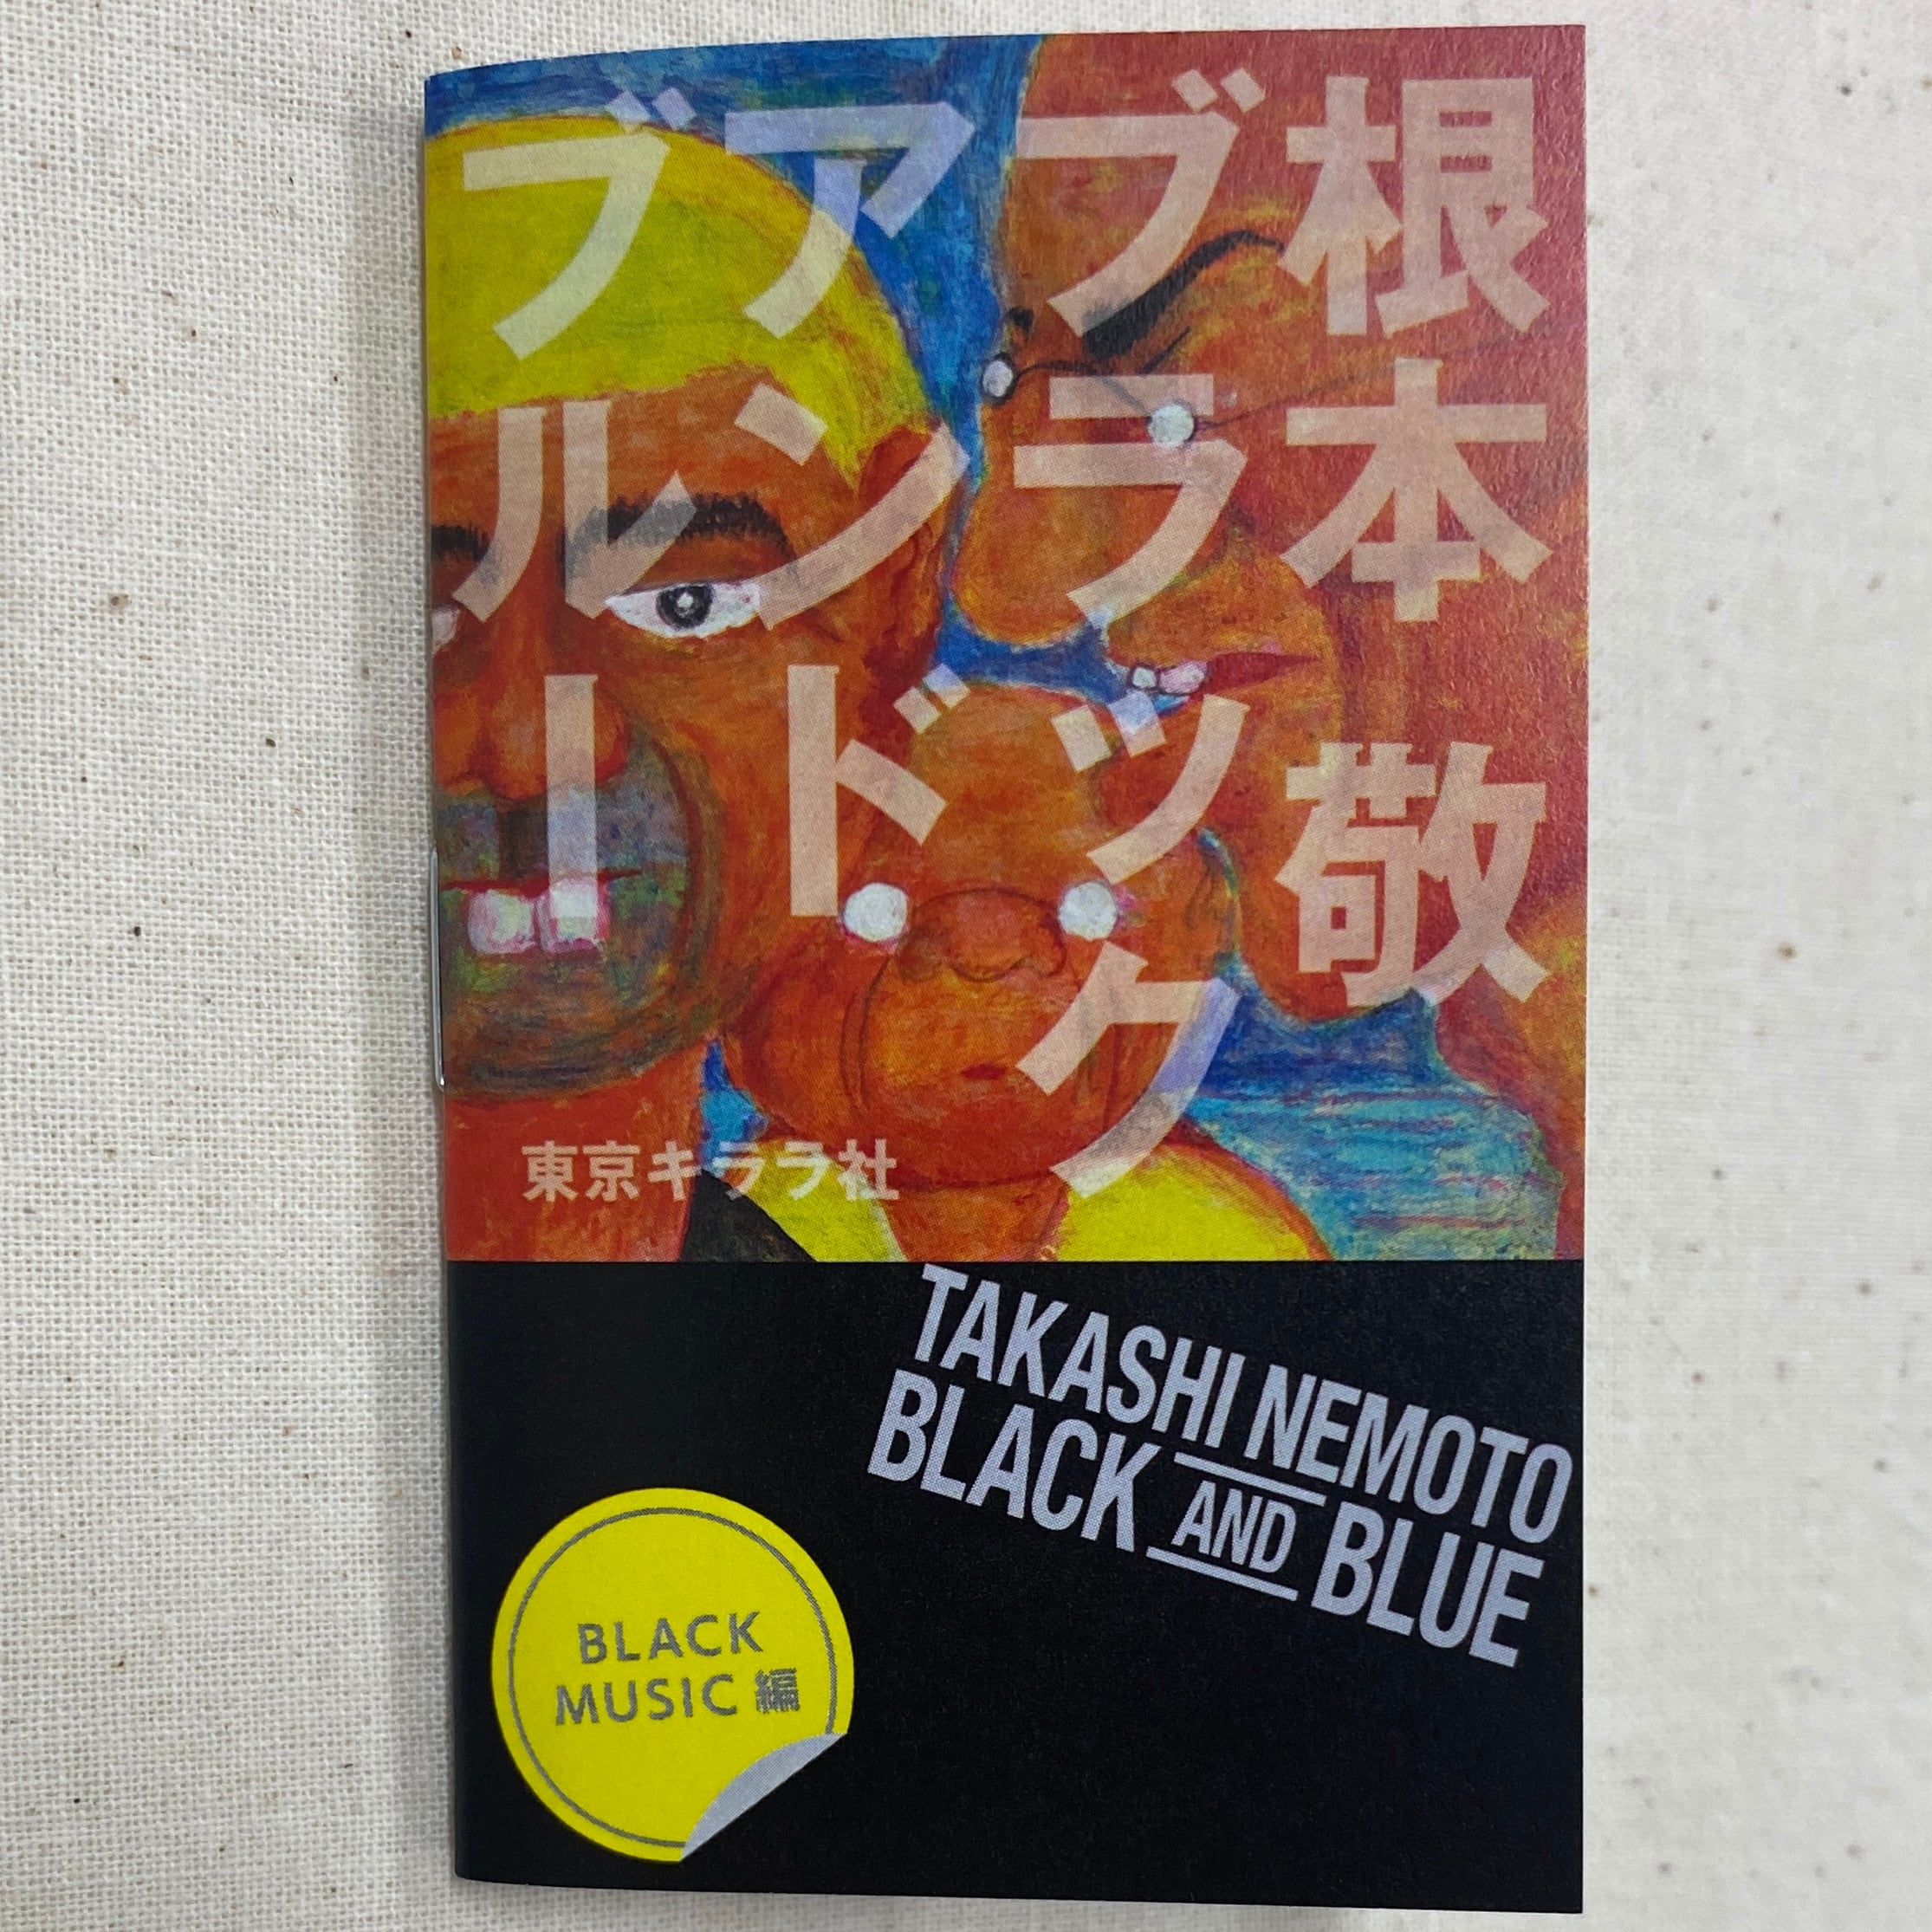 根本敬
ブラック
アンド
ブルー
東京キララ社
TAKASHI NEMOTO
BLACK AND BLUE
BLACK
MUSIC 編